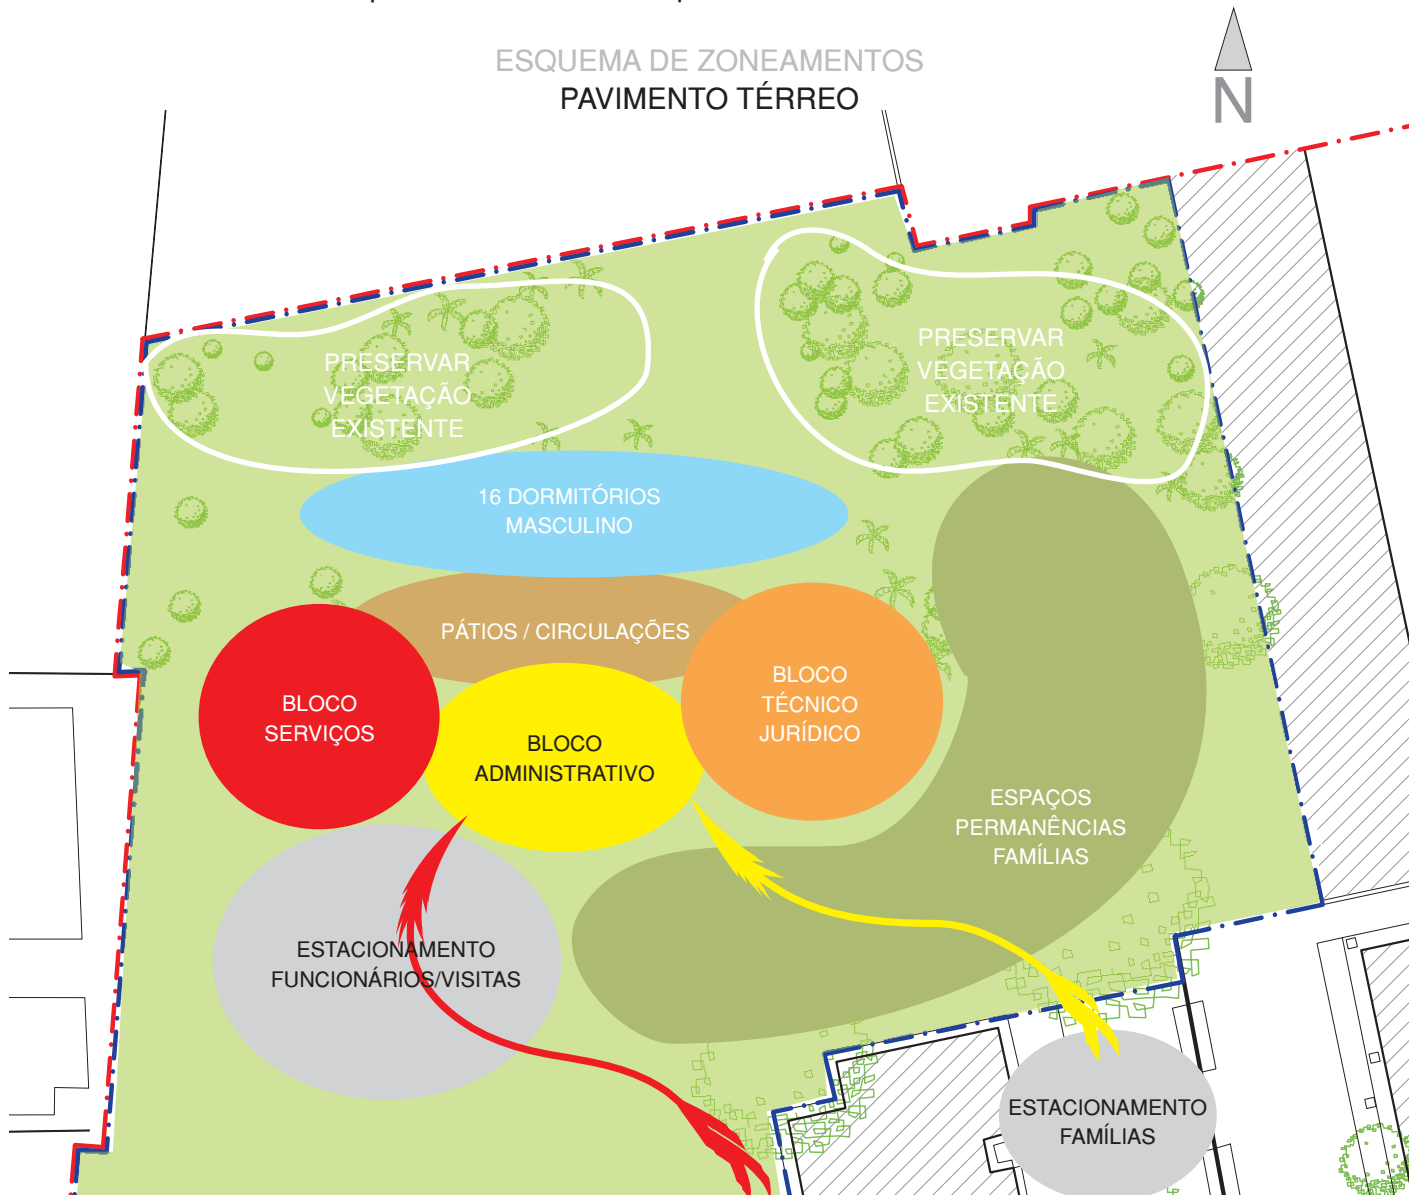 ESQUEMA DE ZONEAMENTOS
PAVIMENTO TÉRREO
N
PRESERVAR
VEGETAÇÃO
EXISTENTE
PRESERVAR
VEGETAÇÃO
EXISTENTE
16 DORMITÓRIOS
MASCULINO
PÁTIOS / CIRCULAÇÕES
BLOCO
SERVIÇOS
BLOCO
ADMINISTRATIVO
BLOCO
TÉCNICO
JURÍDICO
ESPAÇOS
PERMANÊNCIAS
FAMÍLIAS
ESTACIONAMENTO
FUNCIONÁRIOS/VISITAS
ESTACIONAMENTO
FAMÍLIAS